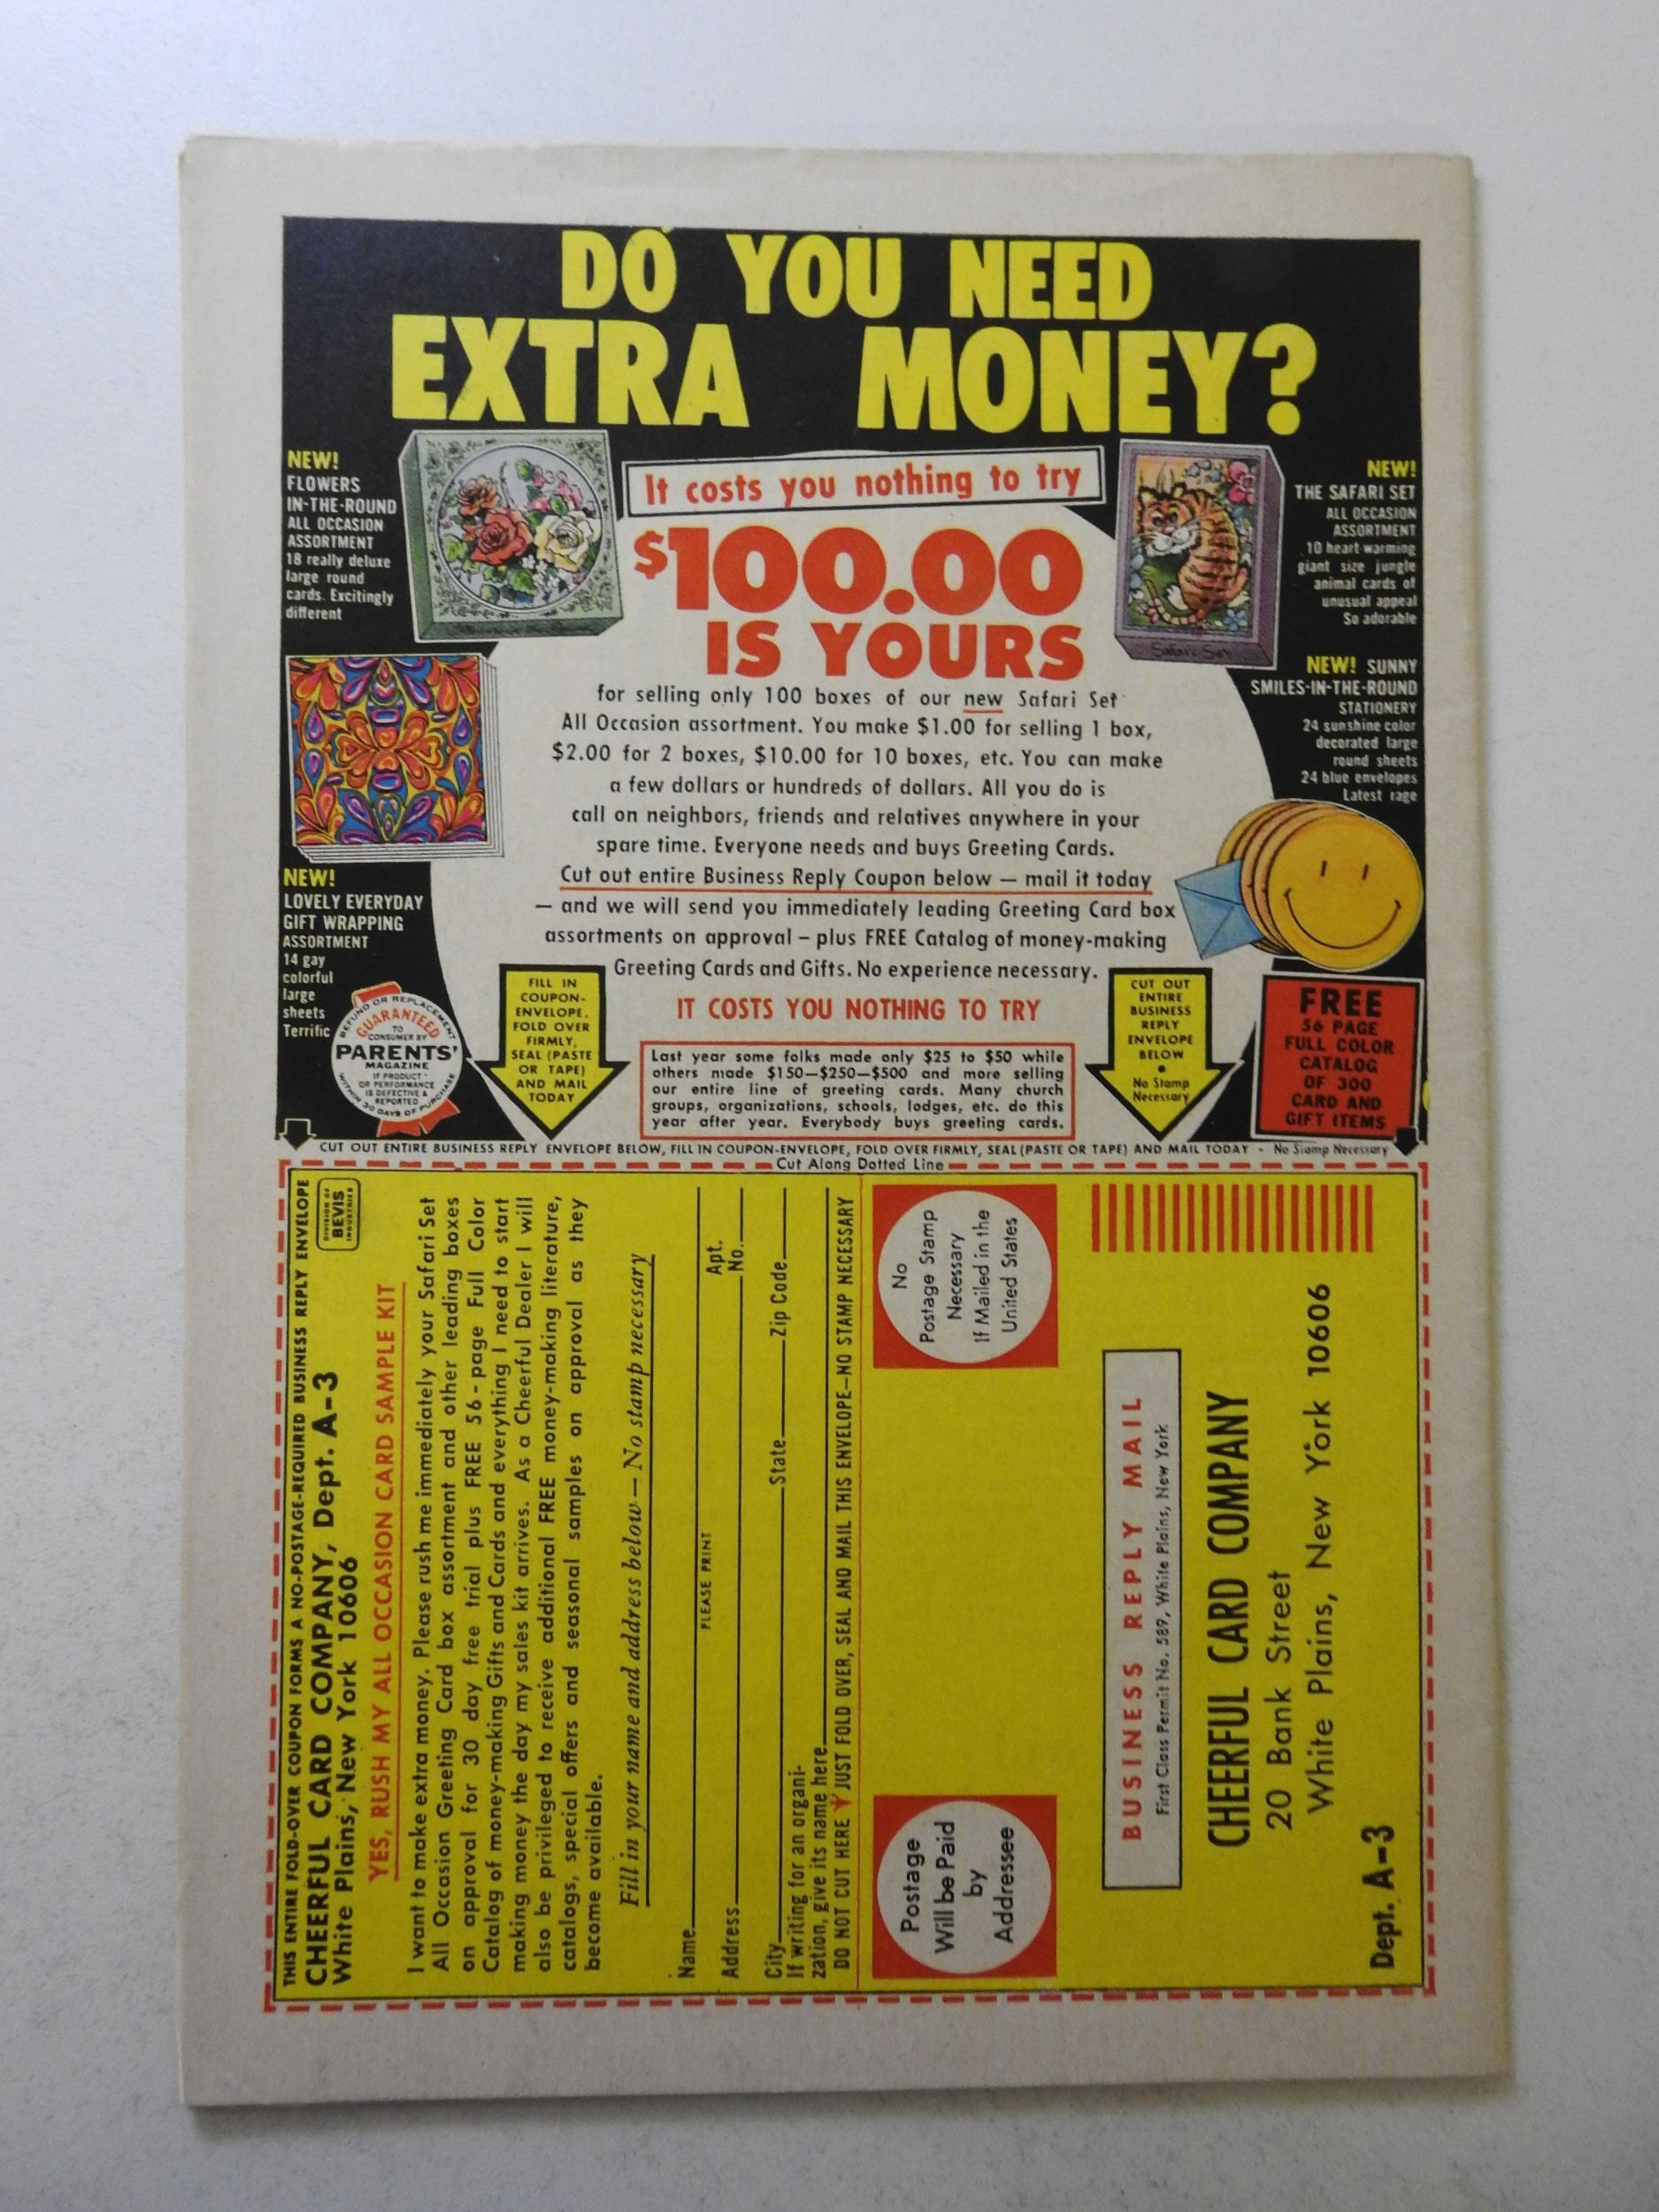 DO YOU NEED
EXTRA MONEY?
NEW!
FLOWERS
IN-THE-ROUND
ALL OCCASION
ASSORTMENT
18 really deluxe
large round
cards. Excitingly
different
It costs you nothing to try
$100.00
IS YOURS
Safari Set
NEW!
THE SAFARI SET
ALL OCCASION
ASSORTMENT
10 heart-warming
giant size jungle
animal cards of
unusual appeal
So adorable
for selling only 100 boxes of our new Safari Set
All Occasion assortment. You make $1.00 for selling 1 box,
$2.00 for 2 boxes, $10.00 for 10 boxes, etc. You can make
a few dollars or hundreds of dollars. All you do is
call on neighbors, friends and relatives anywhere in your
spare time. Everyone needs and buys Greeting Cards.
Cut out entire Business Reply Coupon below — mail it today
— and we will send you immediately leading Greeting Card box
assortments on approval – plus FREE Catalog of money-making
Greeting Cards and Gifts. No experience necessary.
IT COSTS YOU NOTHING TO TRY
NEW! SUNNY
SMILES-IN-THE-ROUND
STATIONERY
24 sunshine color
decorated large
round sheets
24 blue envelopes
Latest rage
NEW!
LOVELY EVERYDAY
GIFT WRAPPING
ASSORTMENT
14 gay
colorful
large
sheets
Terrific
REFUND OR REPLACEMENT
GUARANTEED
TO
CONSUMER BY
PARENTS'
MAGAZINE
IF PRODUCT
OR PERFORMANCE
IS DEFECTIVE &
REPORTED
WITHIN 30 DAYS OF PURCHASE
FILL IN
COUPON-
ENVELOPE,
FOLD OVER
FIRMLY,
SEAL (PASTE
OR TAPE)
AND MAIL
TODAY
Last year some folks made only $25 to $50 while
others made $150—$250—$500 and more selling
our entire line of greeting cards. Many church
groups, organizations, schools, lodges, etc. do this
year after year. Everybody buys greeting cards.
CUT OUT
ENTIRE
BUSINESS
REPLY
ENVELOPE
BELOW
•
No Stamp
Necessary
FREE
56 PAGE
FULL COLOR
CATALOG
OF 300
CARD AND
GIFT ITEMS
CUT OUT ENTIRE BUSINESS REPLY ENVELOPE BELOW, FILL IN COUPON-ENVELOPE, FOLD OVER FIRMLY, SEAL (PASTE OR TAPE) AND MAIL TODAY - No Stamp Necessary
Cut Along Dotted Line
THIS ENTIRE FOLD-OVER COUPON FORMS A NO-POSTAGE-REQUIRED BUSINESS REPLY ENVELOPE
CHEERFUL CARD COMPANY, Dept. A-3
White Plains, New York 10606
DIVISION OF
BEVIS
INDUSTRIES
YES, RUSH MY ALL OCCASION CARD SAMPLE KIT
I want to make extra money. Please rush me immediately your Safari Set
All Occasion Greeting Card box assortment and other leading boxes
on approval for 30 day free trial plus FREE 56-page Full Color
Catalog of money-making Gifts and Cards and everything I need to start
making money the day my sales kit arrives. As a Cheerful Dealer I will
also be privileged to receive additional FREE money-making literature,
catalogs, special offers and seasonal samples on approval as they
become available.
Fill in your name and address below — No stamp necessary
Name
PLEASE PRINT
Address Apt. No.
City State Zip Code
If writing for an organi-
zation, give its name here
DO NOT CUT HERE JUST FOLD OVER, SEAL AND MAIL THIS ENVELOPE—NO STAMP NECESSARY
Postage
Will be Paid
by
Addressee
No
Postage Stamp
Necessary
If Mailed in the
United States
BUSINESS REPLY MAIL
First Class Permit No. 589, White Plains, New York
CHEERFUL CARD COMPANY
20 Bank Street
White Plains, New York 10606
Dept. A-3